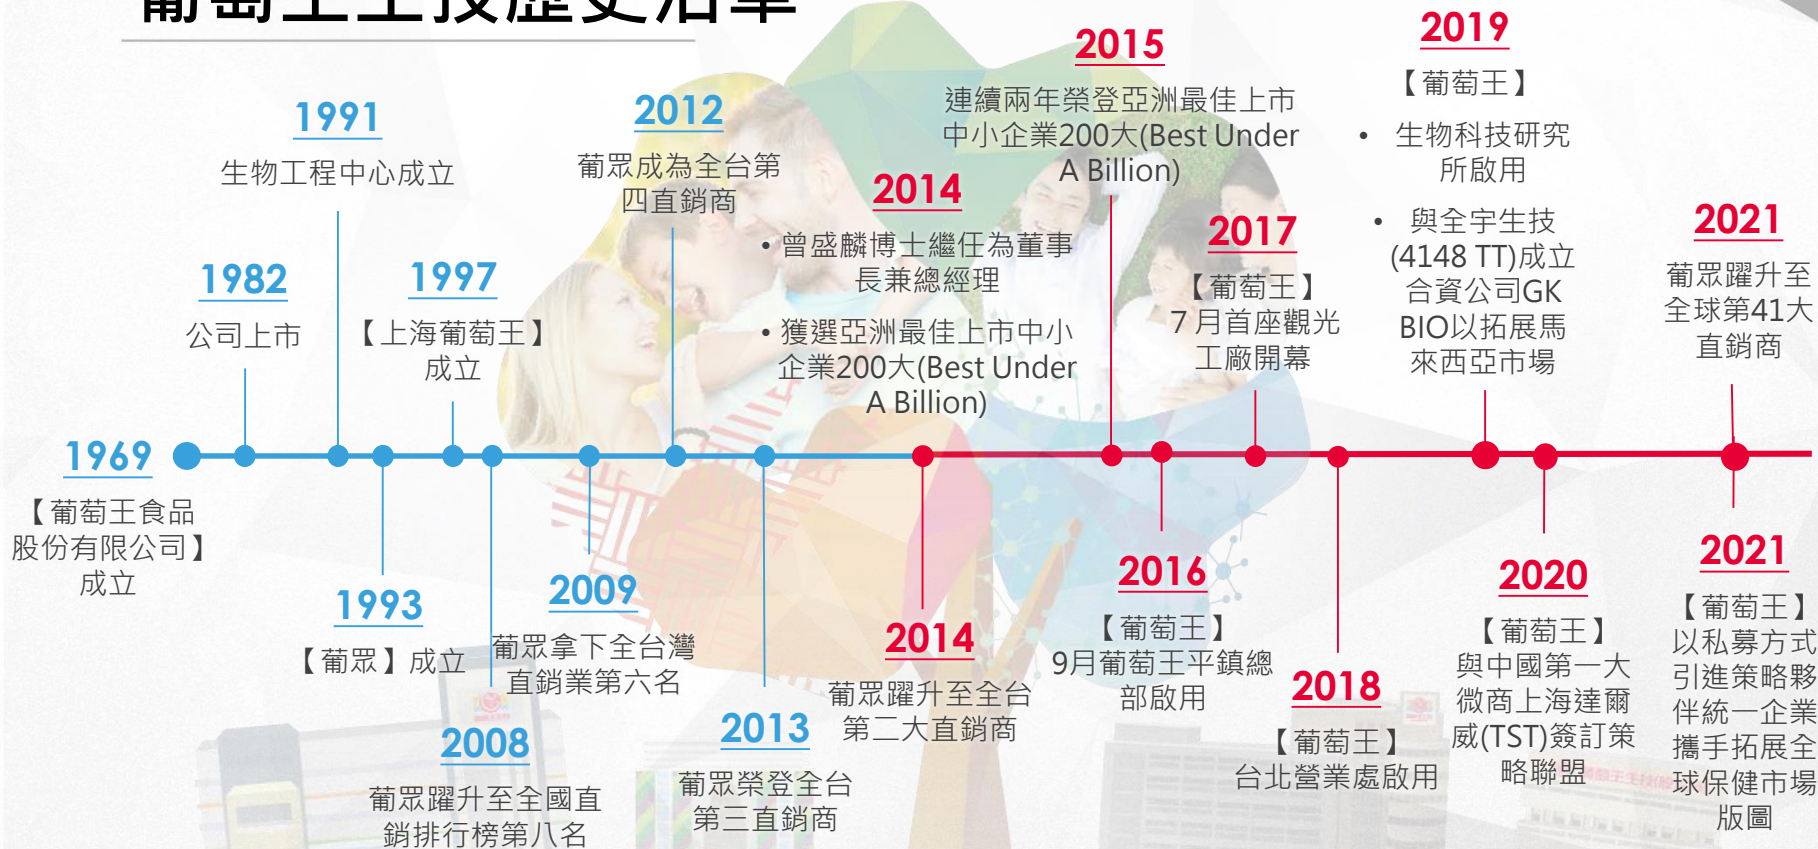 葡萄王生技歷史沿革
1969
【葡萄王食品
股份有限公司】
成立
1982
公司上市
1991
生物工程中心成立
1993
【葡眾】成立
1997
【上海葡萄王】
成立
2008
葡眾躍升至全國直
銷排行榜第八名
2009
葡眾拿下全台灣
直銷業第六名
2012
葡眾成為全台第
四直銷商
2013
葡眾榮登全台
第三直銷商
2014
• 曾盛麟博士繼任為董事
長兼總經理
• 獲選亞洲最佳上市中小
企業200大(Best Under
A Billion)
2014
葡眾躍升至全台
第二大直銷商
2015
連續兩年榮登亞洲最佳上市
中小企業200大(Best Under
A Billion)
2016
【葡萄王】
9月葡萄王平鎮總
部啟用
2017
【葡萄王】
7月首座觀光
工廠開幕
2018
【葡萄王】
台北營業處啟用
2019
【葡萄王】
• 生物科技研究
所啟用
• 與全宇生技
(4148 TT)成立
合資公司GK
BIO以拓展馬
來西亞市場
2020
【葡萄王】
與中國第一大
微商上海達爾
威(TST)簽訂策
略聯盟
2021
葡眾躍升至
全球第41大
直銷商
2021
【葡萄王】
以私募方式
引進策略夥
伴統一企業
攜手拓展全
球保健市場
版圖